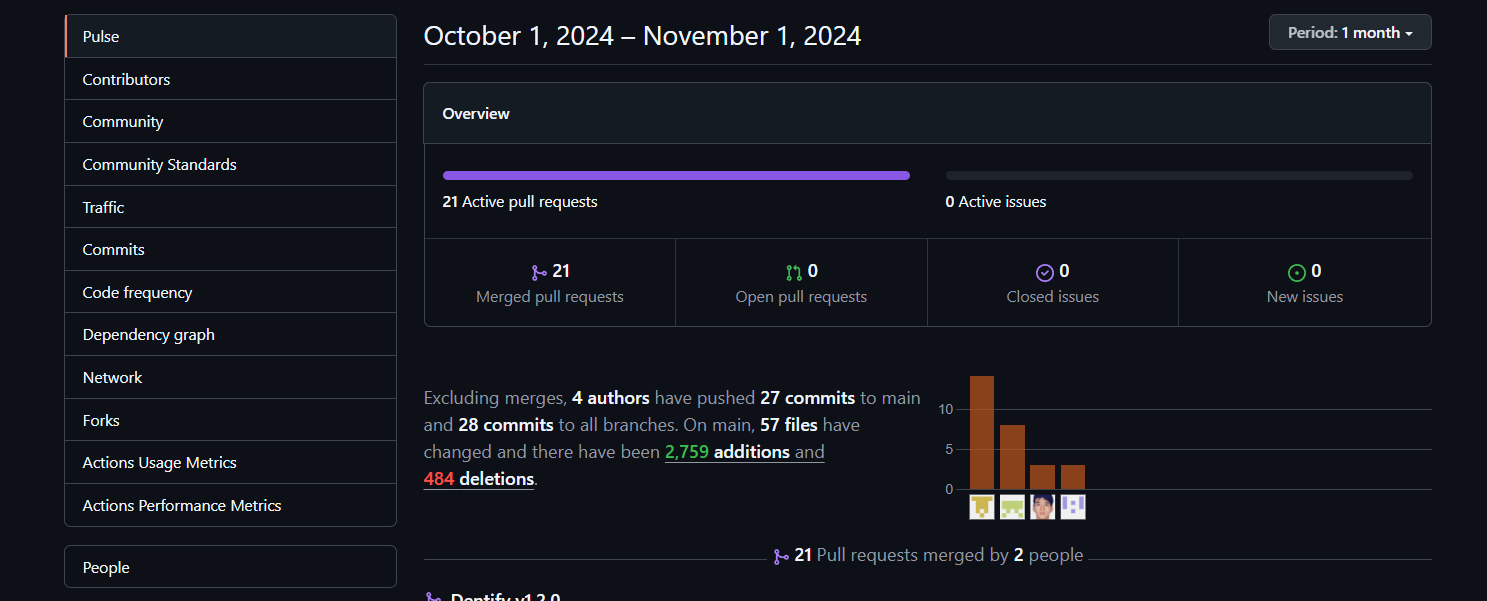 Pulse
Contributors
Community
Community Standards
Traffic
Commits
Code frequency
Dependency graph
Network
Forks
Actions Usage Metrics
Actions Performance Metrics
People
October 1, 2024 – November 1, 2024
Period: 1 month
Overview
21 Active pull requests
0 Active issues
21
Merged pull requests
0
Open pull requests
0
Closed issues
0
New issues
Excluding merges, 4 authors have pushed 27 commits to main
and 28 commits to all branches. On main, 57 files have
changed and there have been 2,759 additions and
484 deletions.
10
5
0
21 Pull requests merged by 2 people
Dentify v1.2.0